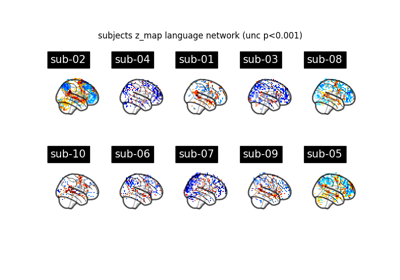 subjects z_map language network (unc p<0.001)
sub-02 sub-04 sub-01 sub-03 sub-08
sub-10 sub-06 sub-07 sub-09 sub-05